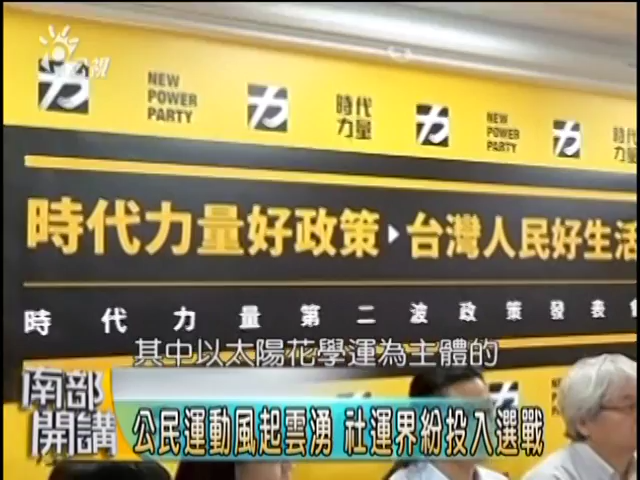 公視
力
NEW
POWER
PARTY
力
時代
力量
力
NEW
POWER
PARTY
力
時代
力量
時代力量好政策 台灣人民好生活
時代力量第二波政策發表會
其中以太陽花學運為主體的
南部
開講
公民運動風起雲湧 社運界紛投入選戰